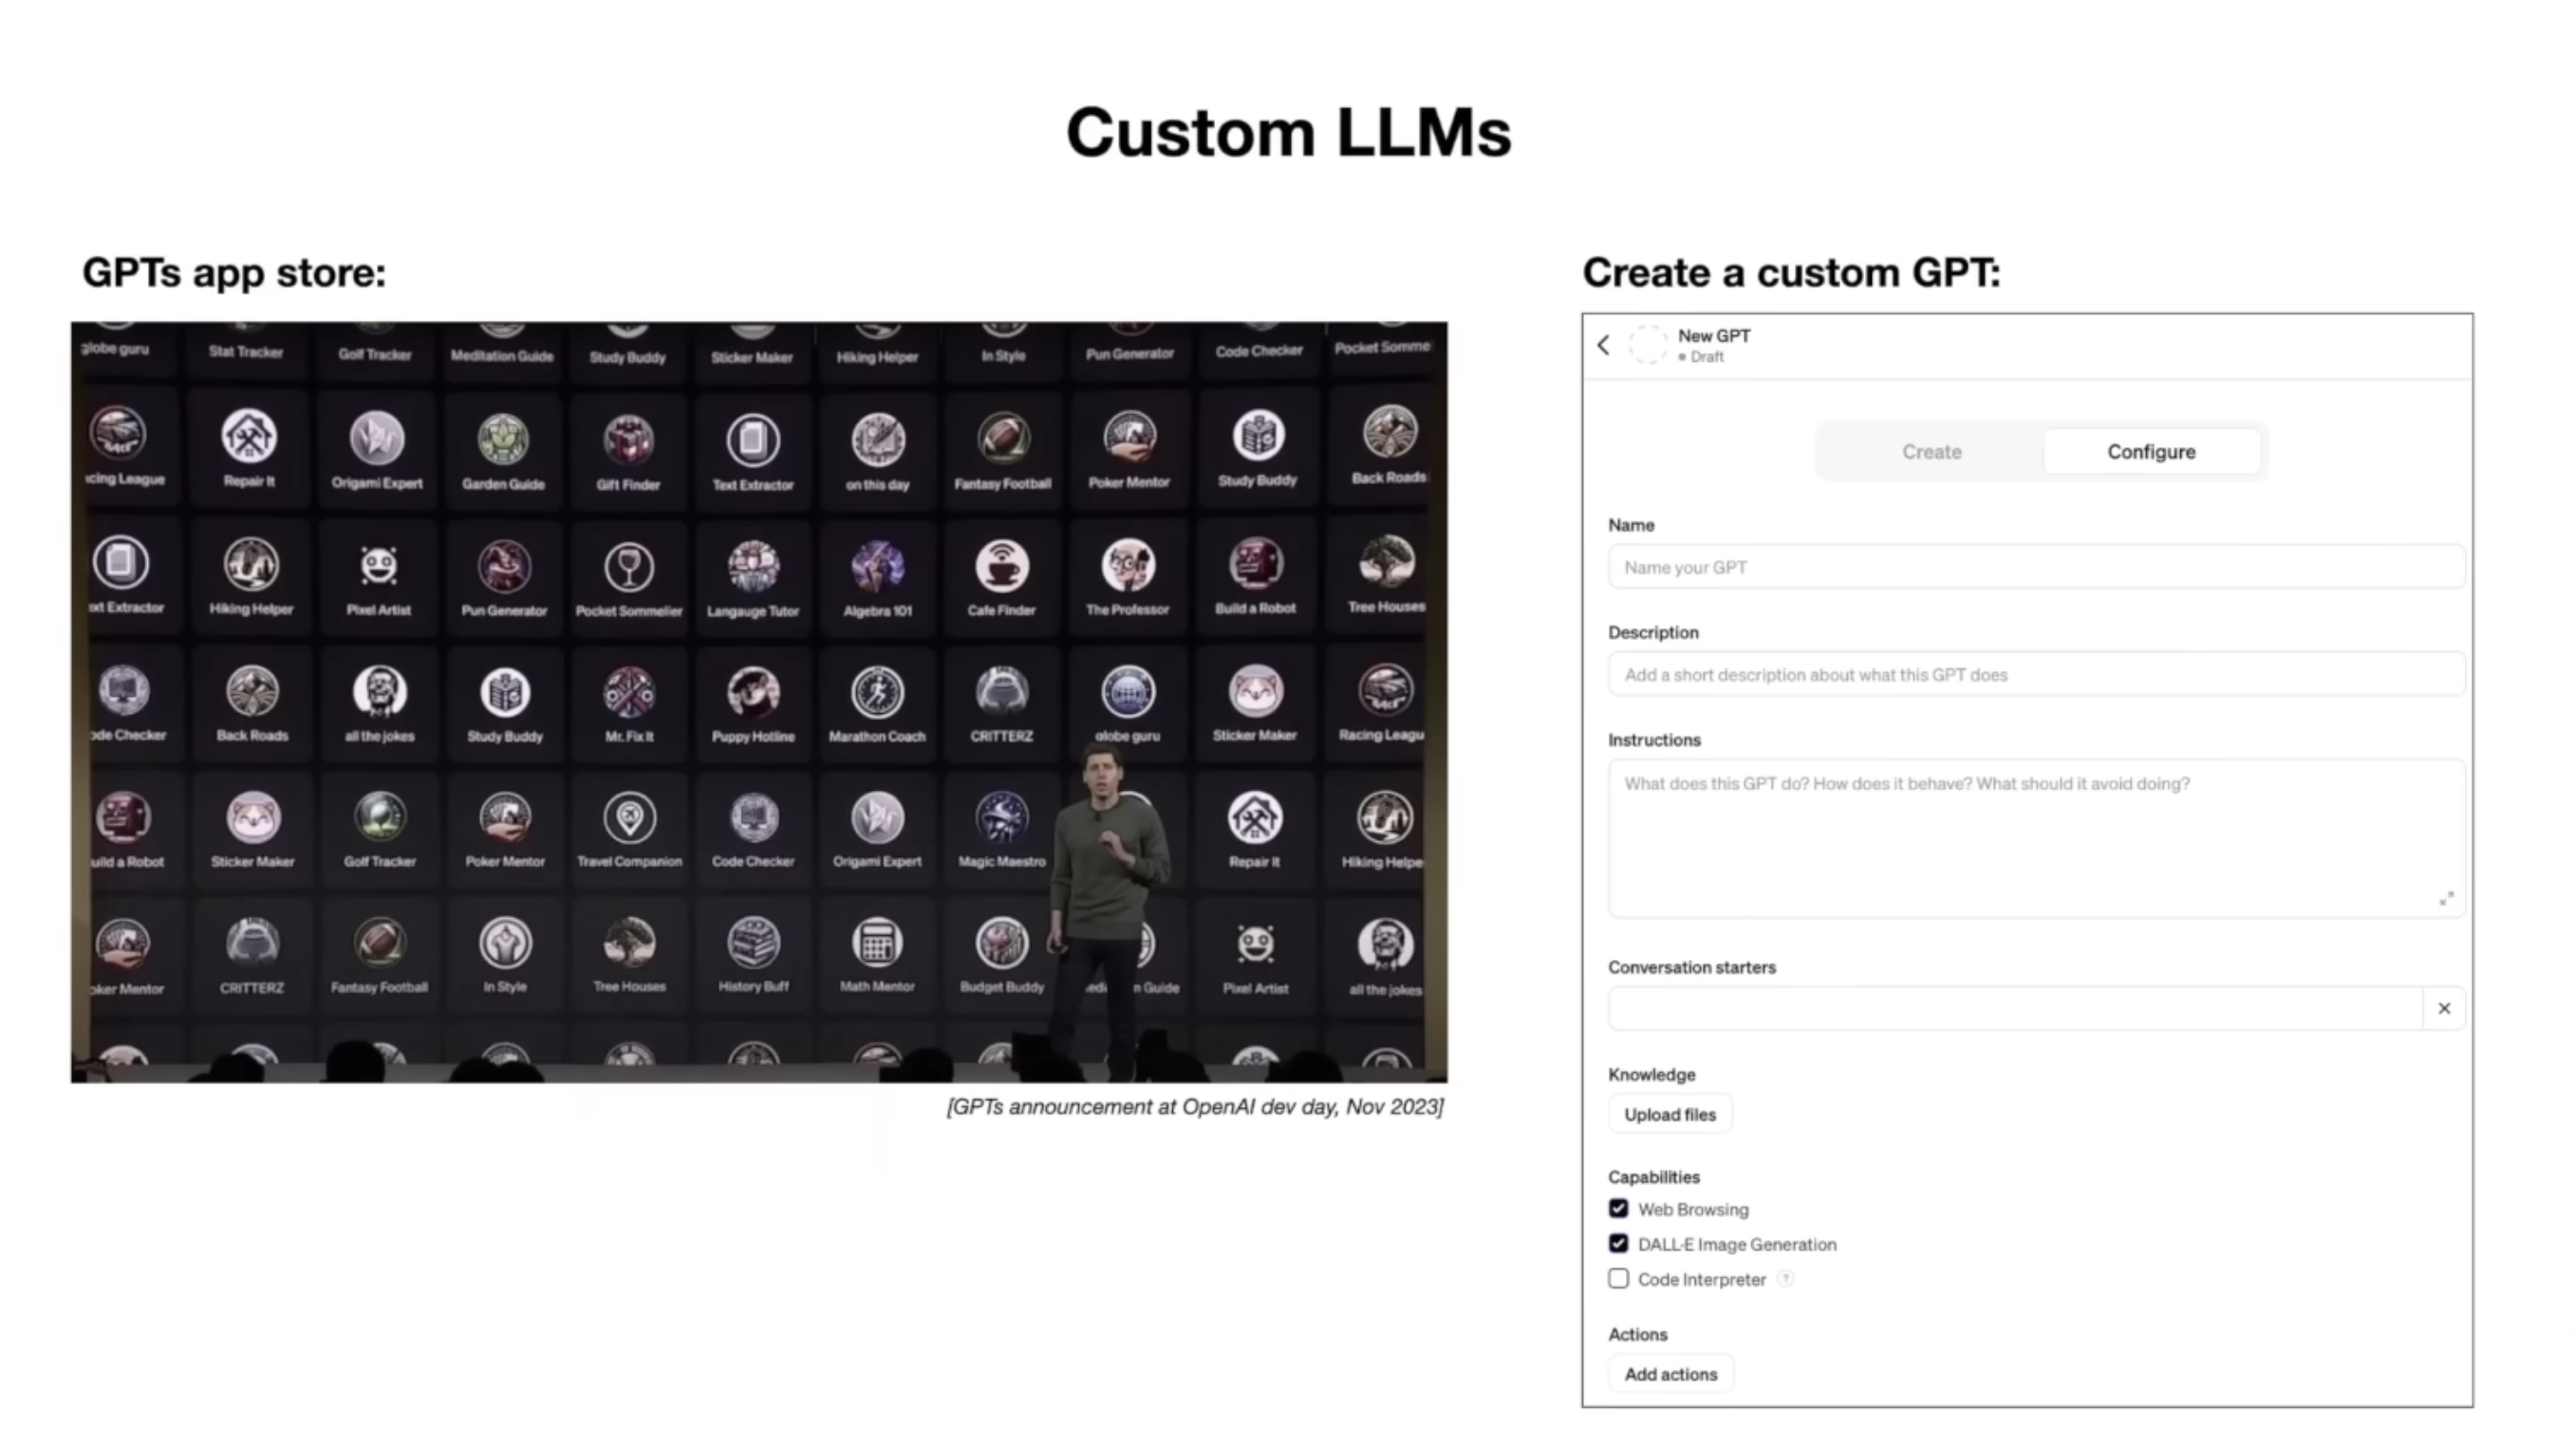 Custom LLMs
GPTs app store:
globe guru
Stat Tracker
Golf Tracker
Meditation Guide
Study Buddy
Sticker Maker
Hiking Helper
In Style
Pun Generator
Code Checker
Pocket Somme
cing League
Repair It
Origami Expert
Garden Guide
Gift Finder
Text Extractor
on this day
Fantasy Football
Poker Mentor
Study Buddy
Back Roads
ext Extractor
Hiking Helper
Pixel Artist
Pun Generator
Pocket Sommelier
Langauge Tutor
Algebra 101
Cafe Finder
The Professor
Build a Robot
Tree Houses
ode Checker
Back Roads
all the jokes
Study Buddy
Mr. Fix It
Puppy Hotline
Marathon Coach
CRITTERZ
globe guru
Sticker Maker
Racing Leagu
uild a Robot
Sticker Maker
Golf Tracker
Poker Mentor
Travel Companion
Code Checker
Origami Expert
Magic Maestro
Repair It
Hiking Helpe
oker Mentor
CRITTERZ
Fantasy Football
In Style
Tree Houses
History Buff
Math Mentor
Budget Buddy
edi n Guide
Pixel Artist
all the jokes
[GPTs announcement at OpenAI dev day, Nov 2023]
Create a custom GPT:
New GPT
Draft
Create
Configure
Name
Name your GPT
Description
Add a short description about what this GPT does
Instructions
What does this GPT do? How does it behave? What should it avoid doing?
Conversation starters
Knowledge
Upload files
Capabilities
Web Browsing
DALL·E Image Generation
Code Interpreter ?
Actions
Add actions